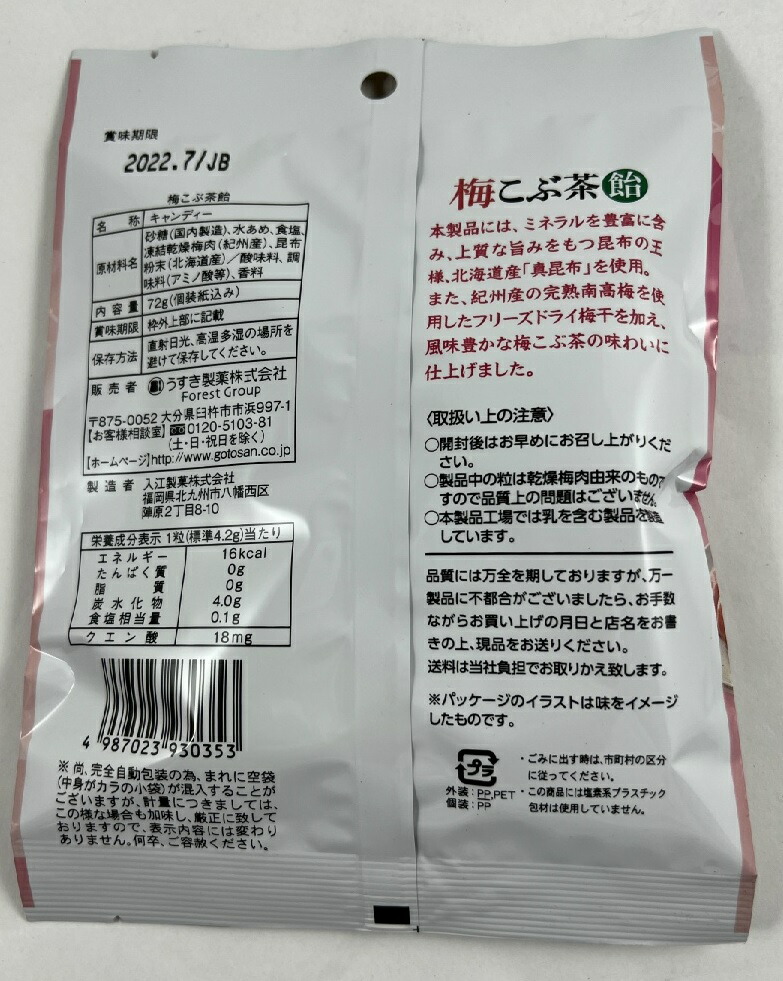 賞味期限
2022.7/JB
梅こぶ茶飴
名称 キャンディー
原材料名 砂糖(国内製造)、水あめ、食塩、
凍結乾燥梅肉(紀州産)、昆布
粉末(北海道産)/酸味料、調
味料(アミノ酸等)、香料
内容量 72g(個装紙込み)
賞味期限 枠外上部に記載
保存方法 直射日光、高温多湿の場所を
避けて保存してください。
販売者 うすき製薬株式会社
Forest Group
〒875-0052 大分県臼杵市市浜997-1
【お客様相談室】0120-5103-81
(土・日・祝日を除く)
【ホームページ】http://www.gotosan.co.jp
製造者 入江製菓株式会社
福岡県北九州市八幡西区
陣原2丁目8-10
栄養成分表示 1粒(標準4.2g)当たり
エネルギー 16kcal
たんぱく質 0g
脂質 0g
炭水化物 4.0g
食塩相当量 0.1g
クエン酸 18mg
4 987023 930353
※尚、完全自動包装の為、まれに空袋
(中身がカラの小袋)が混入することが
ございますが、計量につきましては、
この様な場合も加味し、厳正に致して
おりますので、表示内容には変わり
ありません。何卒、ご容赦ください。
梅こぶ茶飴
本製品には、ミネラルを豊富に含
み、上質な旨みをもつ昆布の王
様、北海道産「真昆布」を使用。
また、紀州産の完熟南高梅を使
用したフリーズドライ梅干を加え、
風味豊かな梅こぶ茶の味わいに
仕上げました。
〈取扱い上の注意〉
○開封後はお早めにお召し上がりくだ
さい。
○製品中の粒は乾燥梅肉由来のもので
すので品質上の問題はございません。
○本製品工場では乳を含む製品を製造
しています。
品質には万全を期しておりますが、万一
製品に不都合がございましたら、お手数
ながらお買い上げの月日と店名をお書
きの上、現品をお送りください。
送料は当社負担でお取りかえ致します。
※パッケージのイラストは味をイメージ
したものです。
プラ
外装:PP,PET
個装:PP
・ごみに出す時は、市町村の区分
に従ってください。
・この商品には塩素系プラスチック
包材は使用していません。